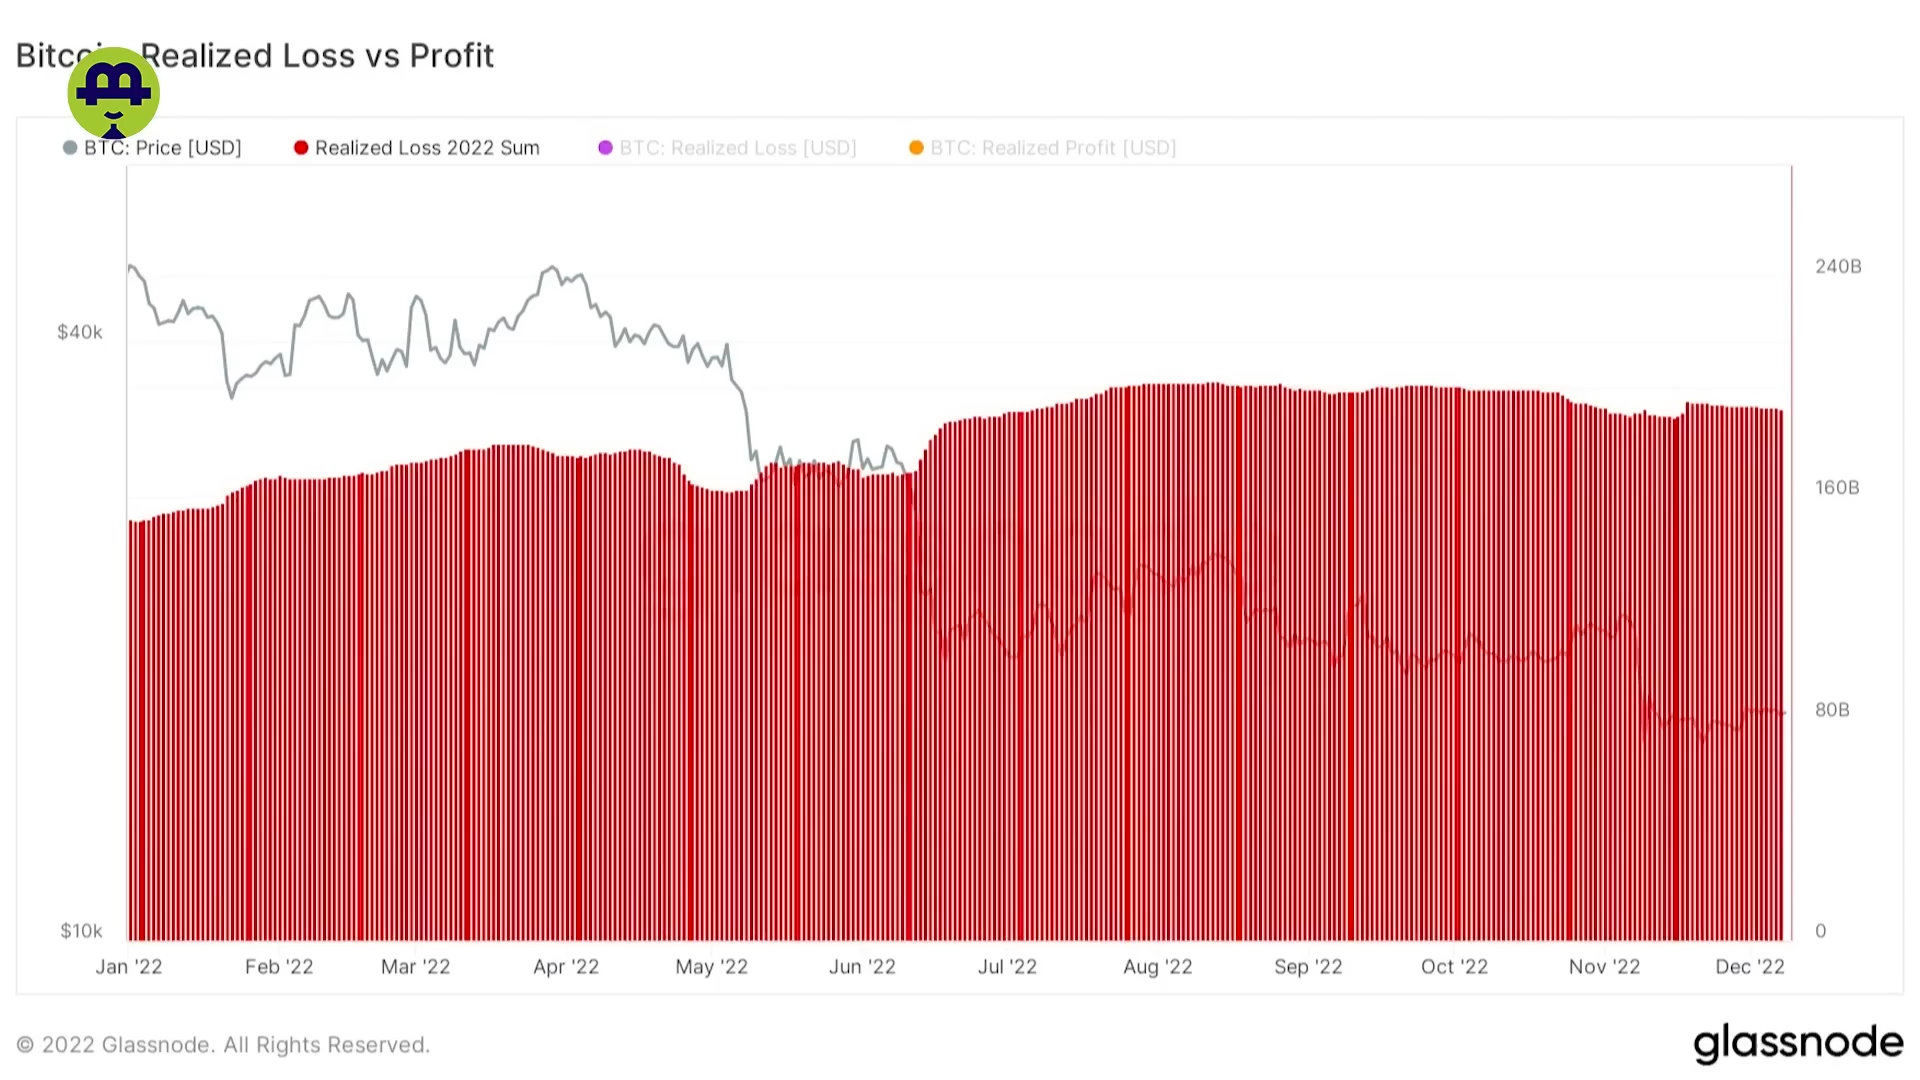 Bitcoin: Realized Loss vs Profit
BTC: Price [USD] Realized Loss 2022 Sum BTC: Realized Loss [USD] BTC: Realized Profit [USD]
240B
$40k
160B
80B
$10k 0
Jan '22 Feb '22 Mar '22 Apr '22 May '22 Jun '22 Jul '22 Aug '22 Sep '22 Oct '22 Nov '22 Dec '22
© 2022 Glassnode. All Rights Reserved. glassnode